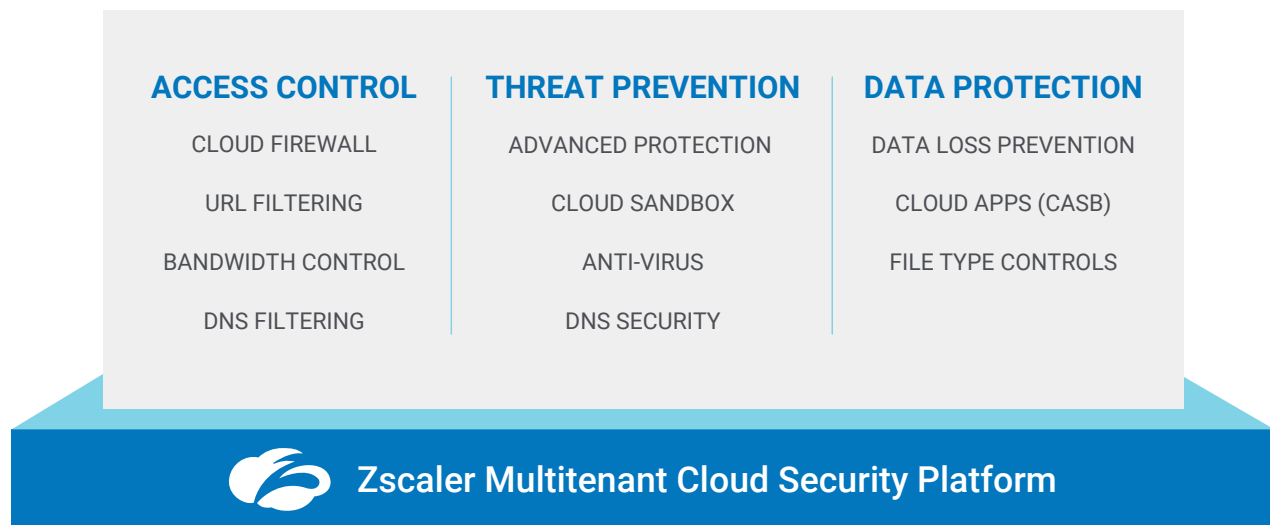 ACCESS CONTROL
CLOUD FIREWALL
URL FILTERING
BANDWIDTH CONTROL
DNS FILTERING
THREAT PREVENTION
ADVANCED PROTECTION
CLOUD SANDBOX
ANTI-VIRUS
DNS SECURITY
DATA PROTECTION
DATA LOSS PREVENTION
CLOUD APPS (CASB)
FILE TYPE CONTROLS
Zscaler Multitenant Cloud Security Platform